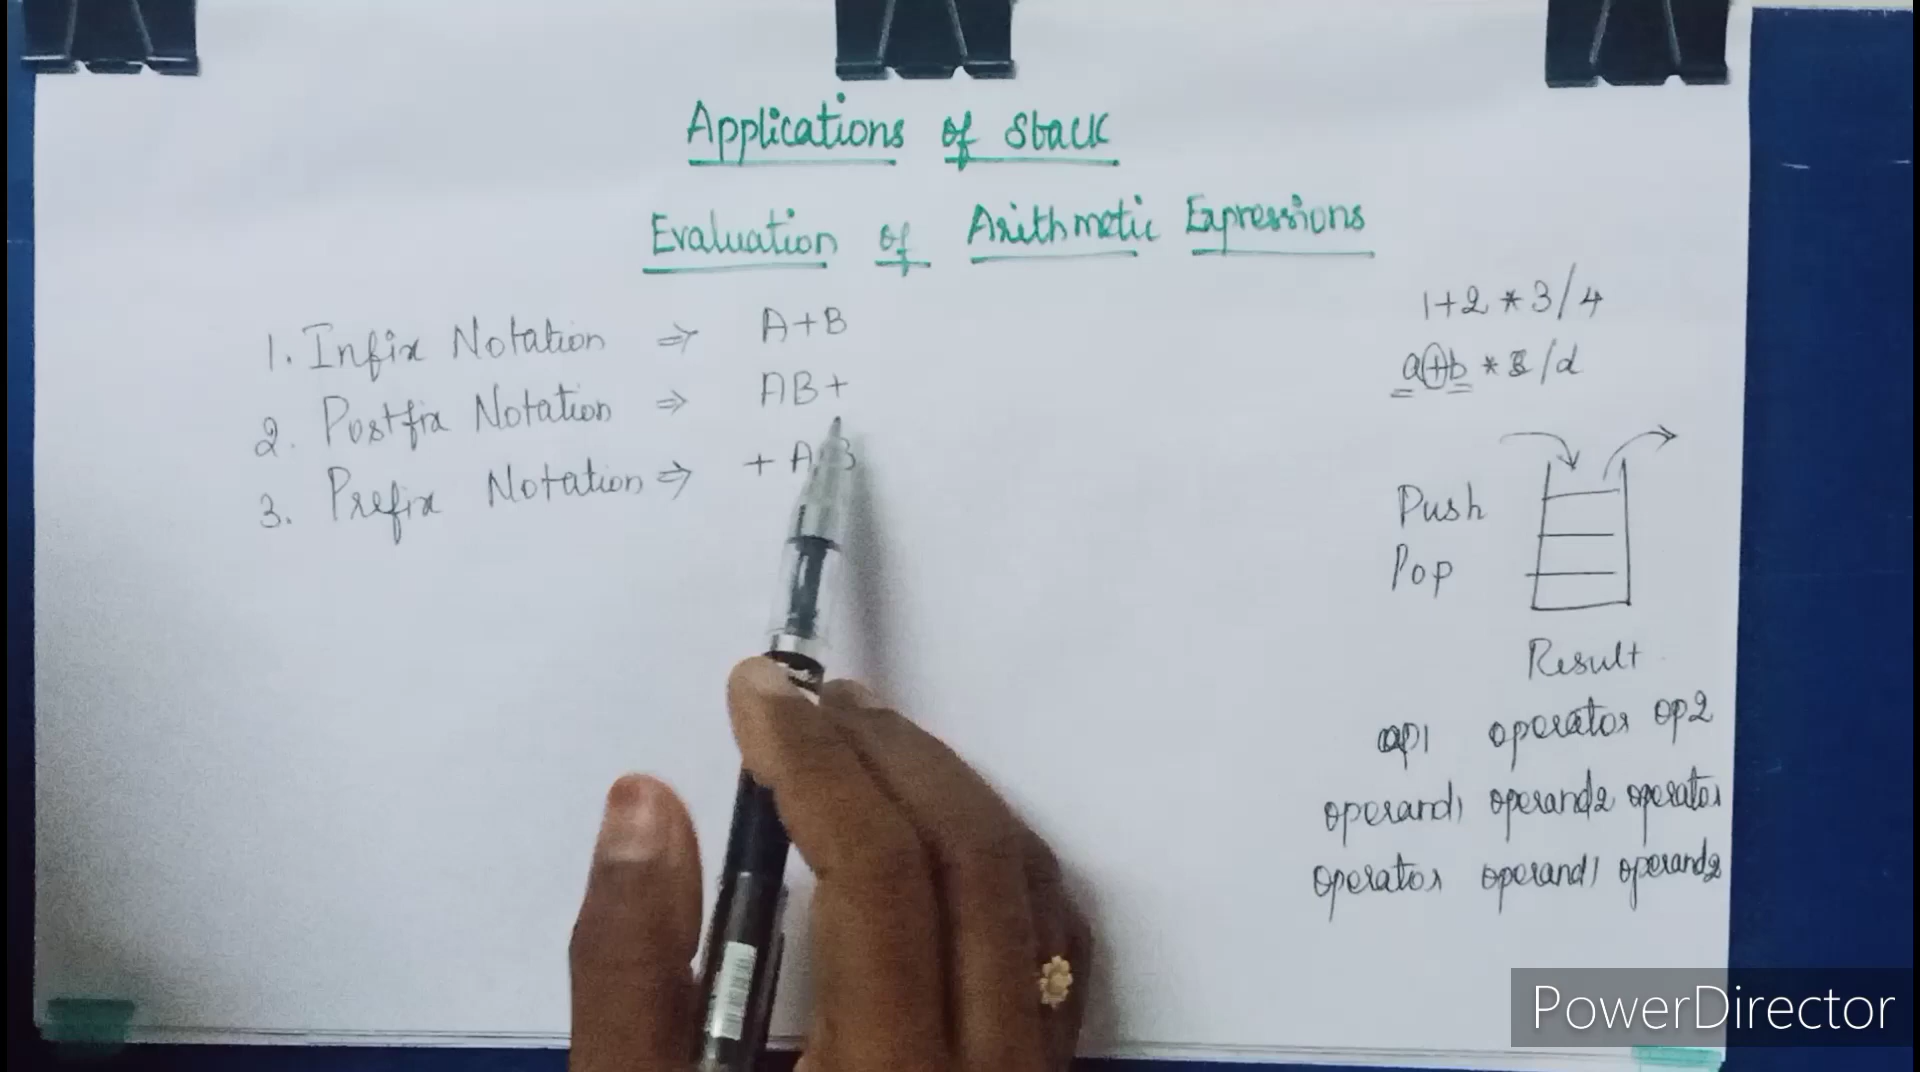 Applications of stack
Evaluation of Arithmetic Expressions
1. Infix Notation ⇒ A+B
2. Postfix Notation ⇒ AB+
3. Prefix Notation ⇒ + AB
1+2 * 3/4
a+b * /d
Push
Pop
Result
op1 operator op2
operand1 operand2 operator
operator operand1 operand2
PowerDirector